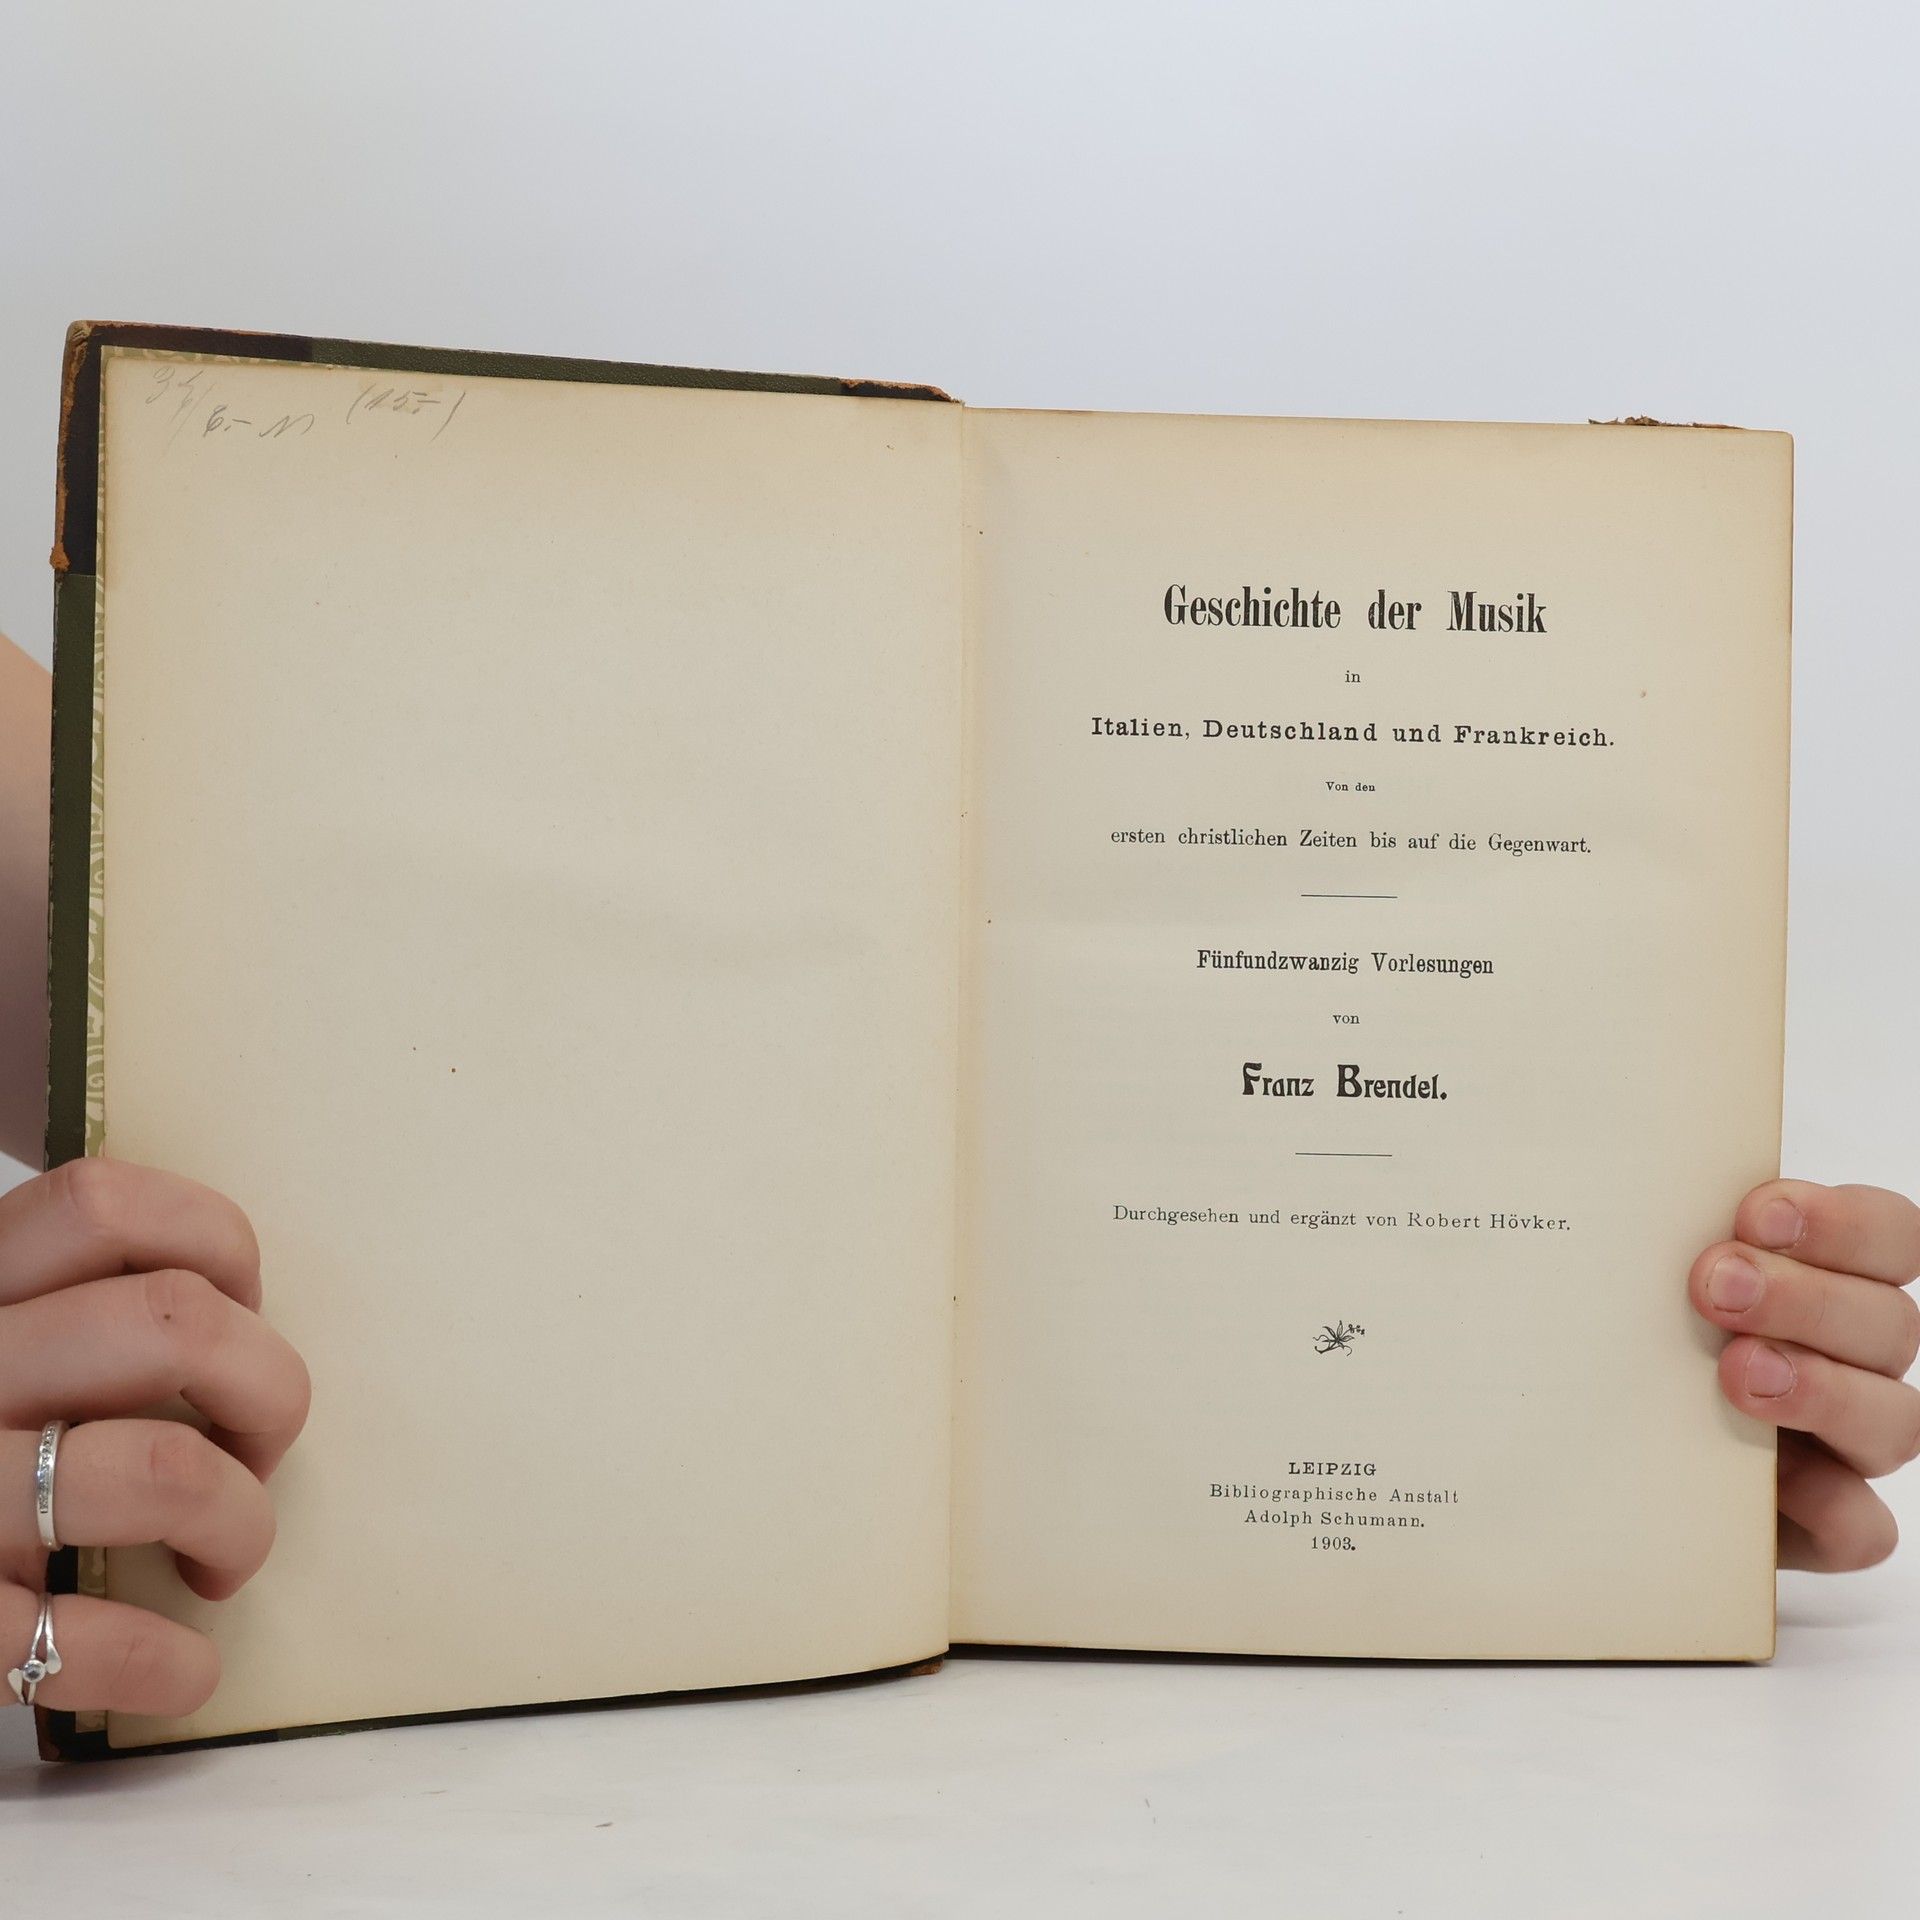 (15.-)
Geschichte der Musik
in
Italien, Deutschland und Frankreich.
Von den
ersten christlichen Zeiten bis auf die Gegenwart.
Fünfundzwanzig Vorlesungen
von
Franz Brendel.
Durchgesehen und ergänzt von Robert Hövker.
LEIPZIG
Bibliographische Anstalt
Adolph Schumann.
1903.